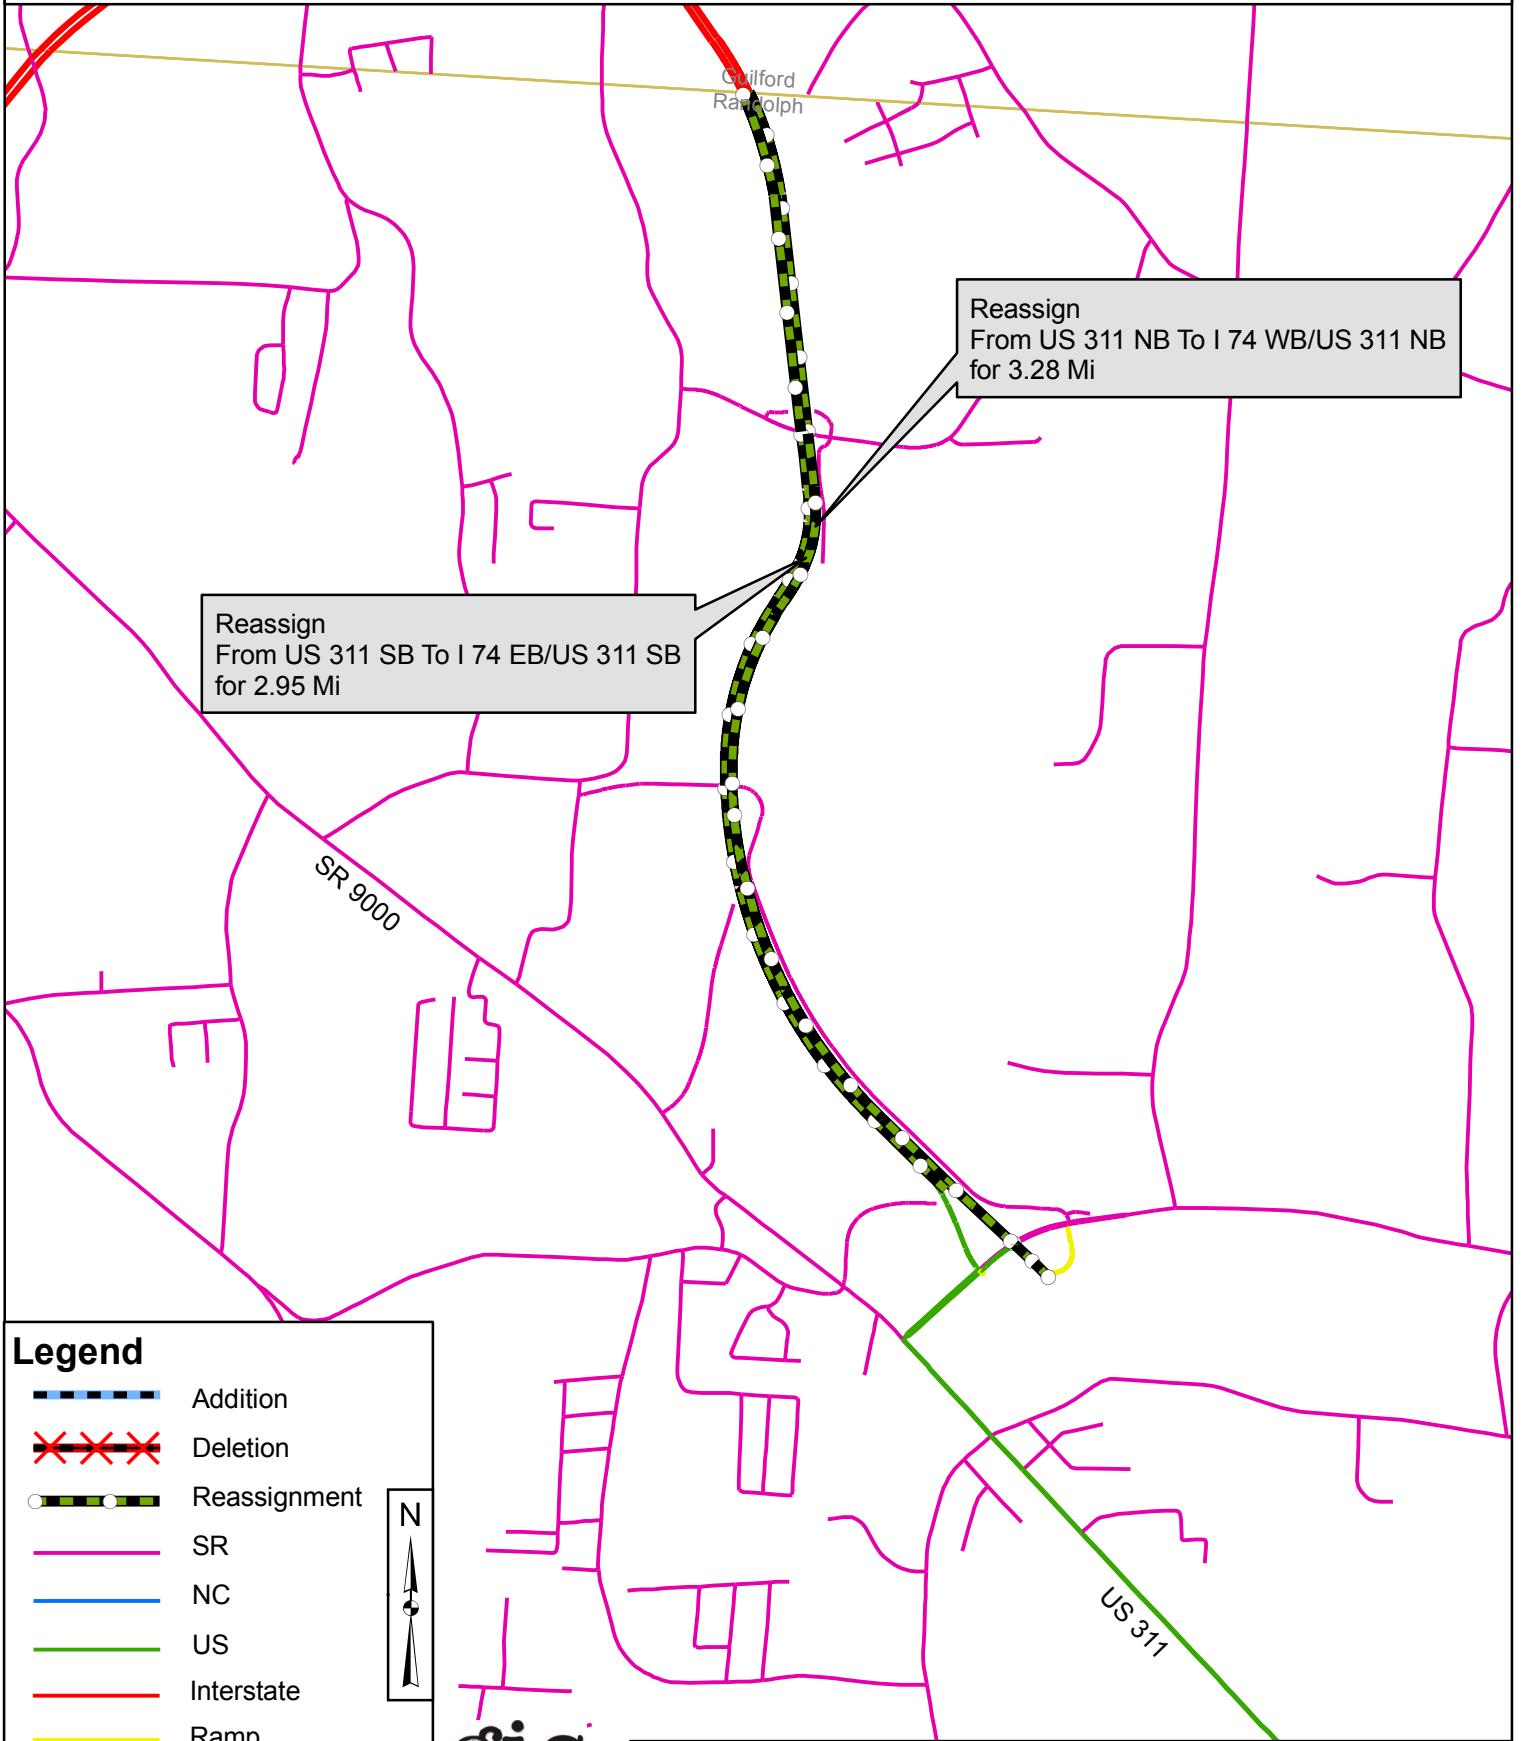 Guilford
Randolph
Reassign
From US 311 NB To I 74 WB/US 311 NB
for 3.28 Mi
Reassign
From US 311 SB To I 74 EB/US 311 SB
for 2.95 Mi
SR 9000
US 311
Legend
Addition
Deletion
Reassignment
SR
NC
US
Interstate
Ramp
N